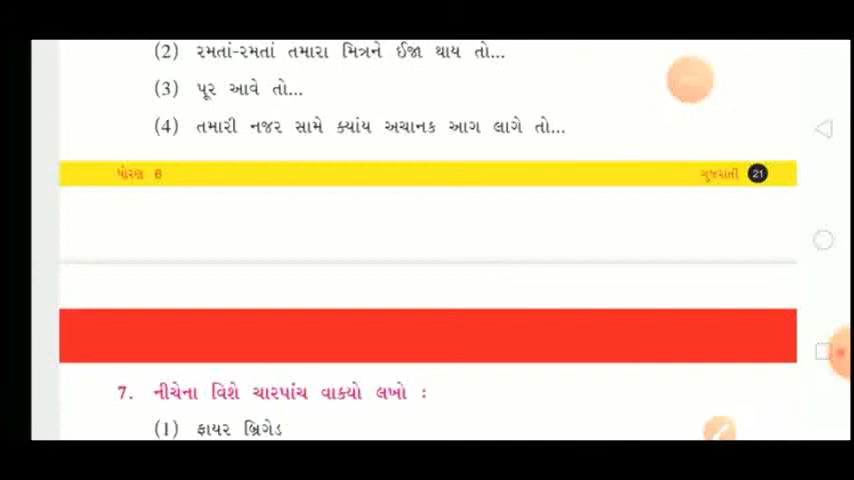 (2) રમતાં-રમતાં તમારા મિત્રને ઈજા થાય તો...
(3) પૂર આવે તો...
(4) તમારી નજર સામે ક્યાંય અચાનક આગ લાગે તો...
ધોરણ 6 ગુજરાતી 21
7. નીચેના વિશે ચારપાંચ વાક્યો લખો :
(1) ફાયર બ્રિગેડ